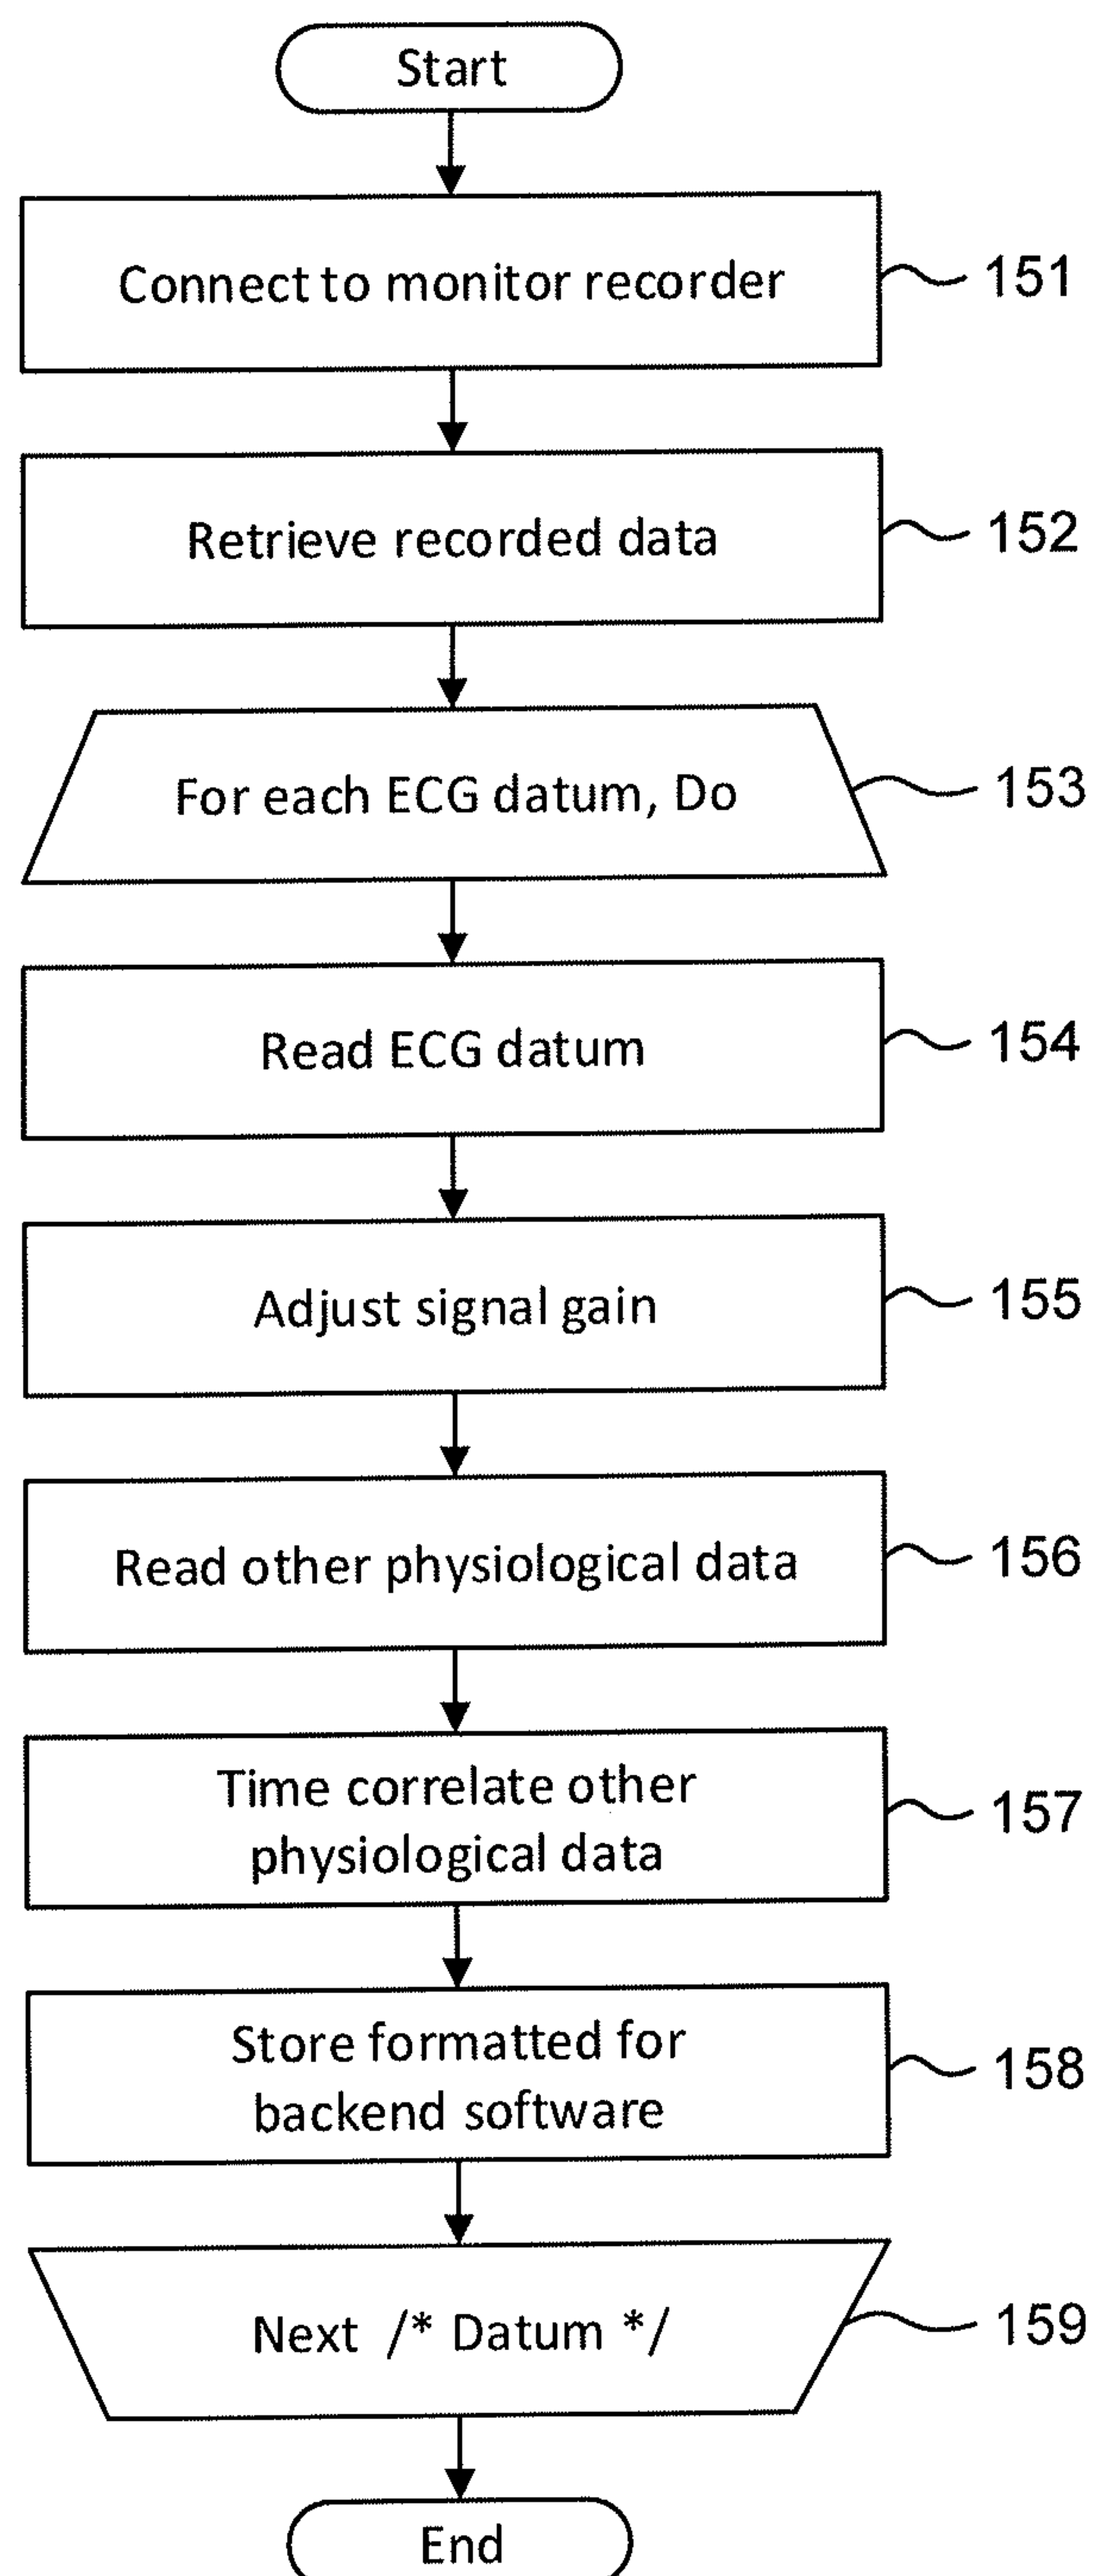 Start
Connect to monitor recorder
151
Retrieve recorded data
152
For each ECG datum, Do
153
Read ECG datum
154
Adjust signal gain
155
Read other physiological data
156
Time correlate other
physiological data
157
Store formatted for
backend software
158
Next /* Datum */
159
End